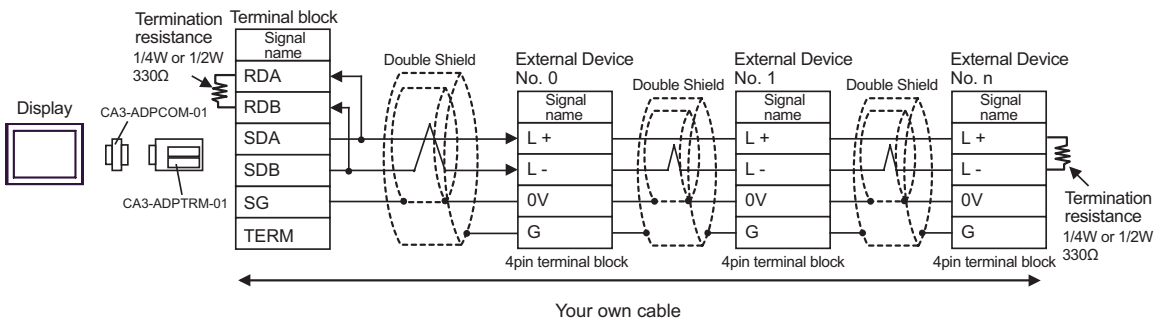 Termination
resistance
1/4W or 1/2W
330Ω
Terminal block
Signal
name
RDA
RDB
SDA
SDB
SG
TERM
Display
CA3-ADPCOM-01
CA3-ADPTRM-01
Double Shield
External Device
No. 0
Signal
name
L +
L -
0V
G
4pin terminal block
Double Shield
External Device
No. 1
Signal
name
L +
L -
0V
G
4pin terminal block
Double Shield
External Device
No. n
Signal
name
L +
L -
0V
G
4pin terminal block
Termination
resistance
1/4W or 1/2W
330Ω
Your own cable